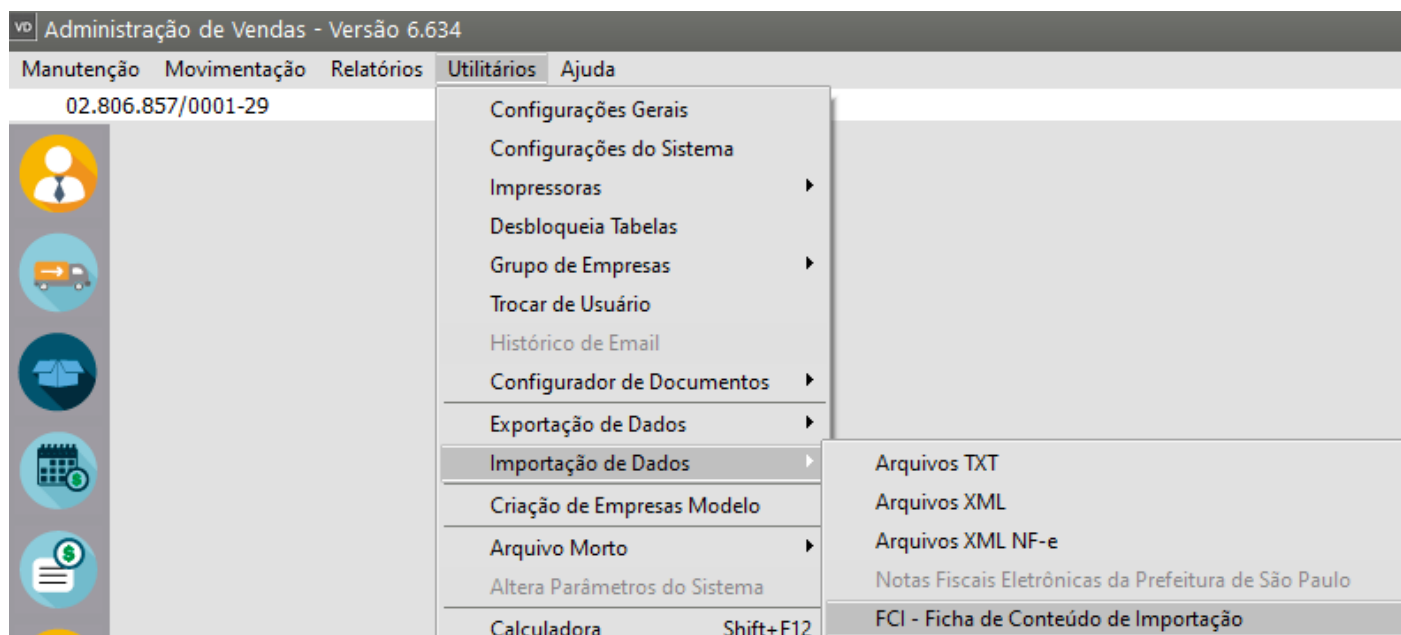 VD Administração de Vendas - Versão 6.634
Manutenção Movimentação Relatórios Utilitários Ajuda
02.806.857/0001-29
Configurações Gerais
Configurações do Sistema
Impressoras
Desbloqueia Tabelas
Grupo de Empresas
Trocar de Usuário
Histórico de Email
Configurador de Documentos
Exportação de Dados
Importação de Dados
Arquivos TXT
Criação de Empresas Modelo
Arquivos XML
Arquivo Morto
Arquivos XML NF-e
Altera Parâmetros do Sistema
Notas Fiscais Eletrônicas da Prefeitura de São Paulo
Calculadora Shift+F12
FCI - Ficha de Conteúdo de Importação